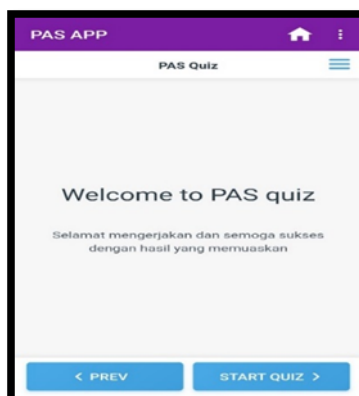 PAS APP
PAS Quiz
Welcome to PAS quiz
Selamat mengerjakan dan semoga sukses
dengan hasil yang memuaskan
< PREV
START QUIZ >